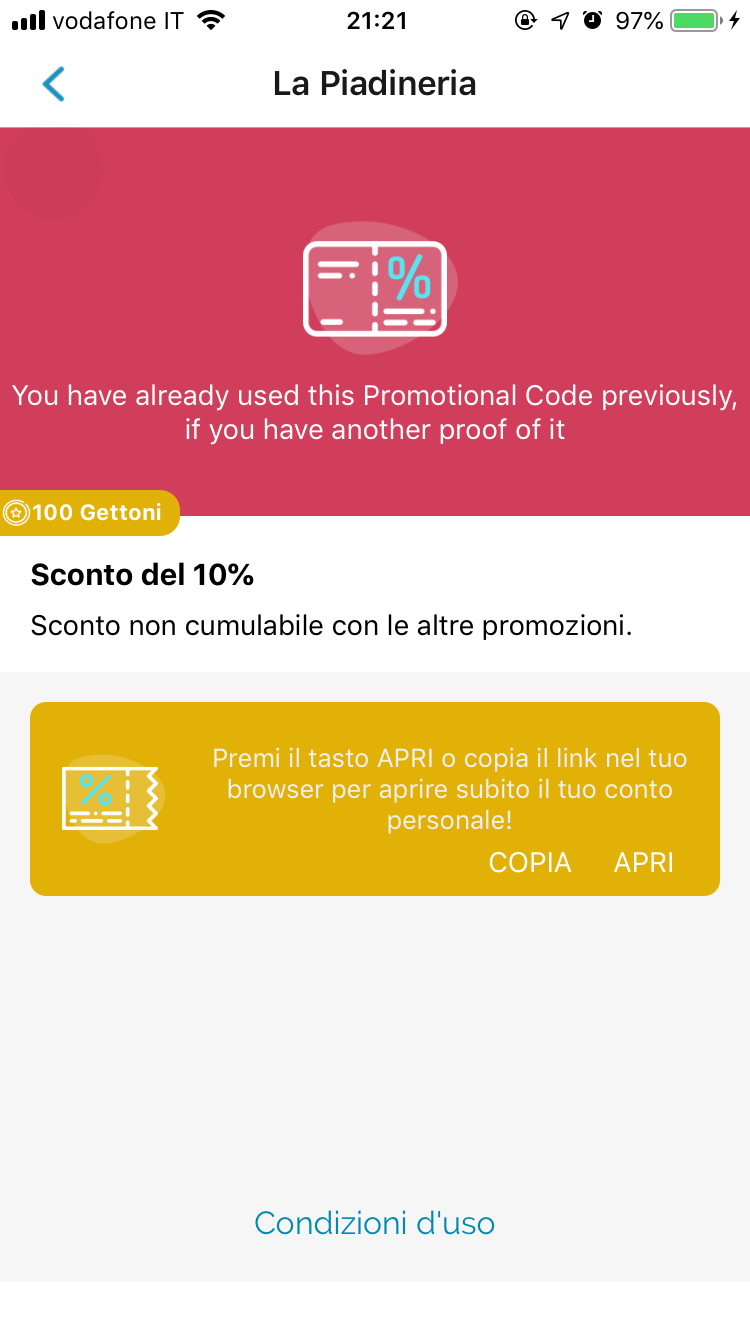 vodafone IT 21:21 97%
La Piadineria
%
You have already used this Promotional Code previously,
if you have another proof of it
100 Gettoni
Sconto del 10%
Sconto non cumulabile con le altre promozioni.
%
Premi il tasto APRI o copia il link nel tuo
browser per aprire subito il tuo conto
personale!
COPIA APRI
Condizioni d'uso